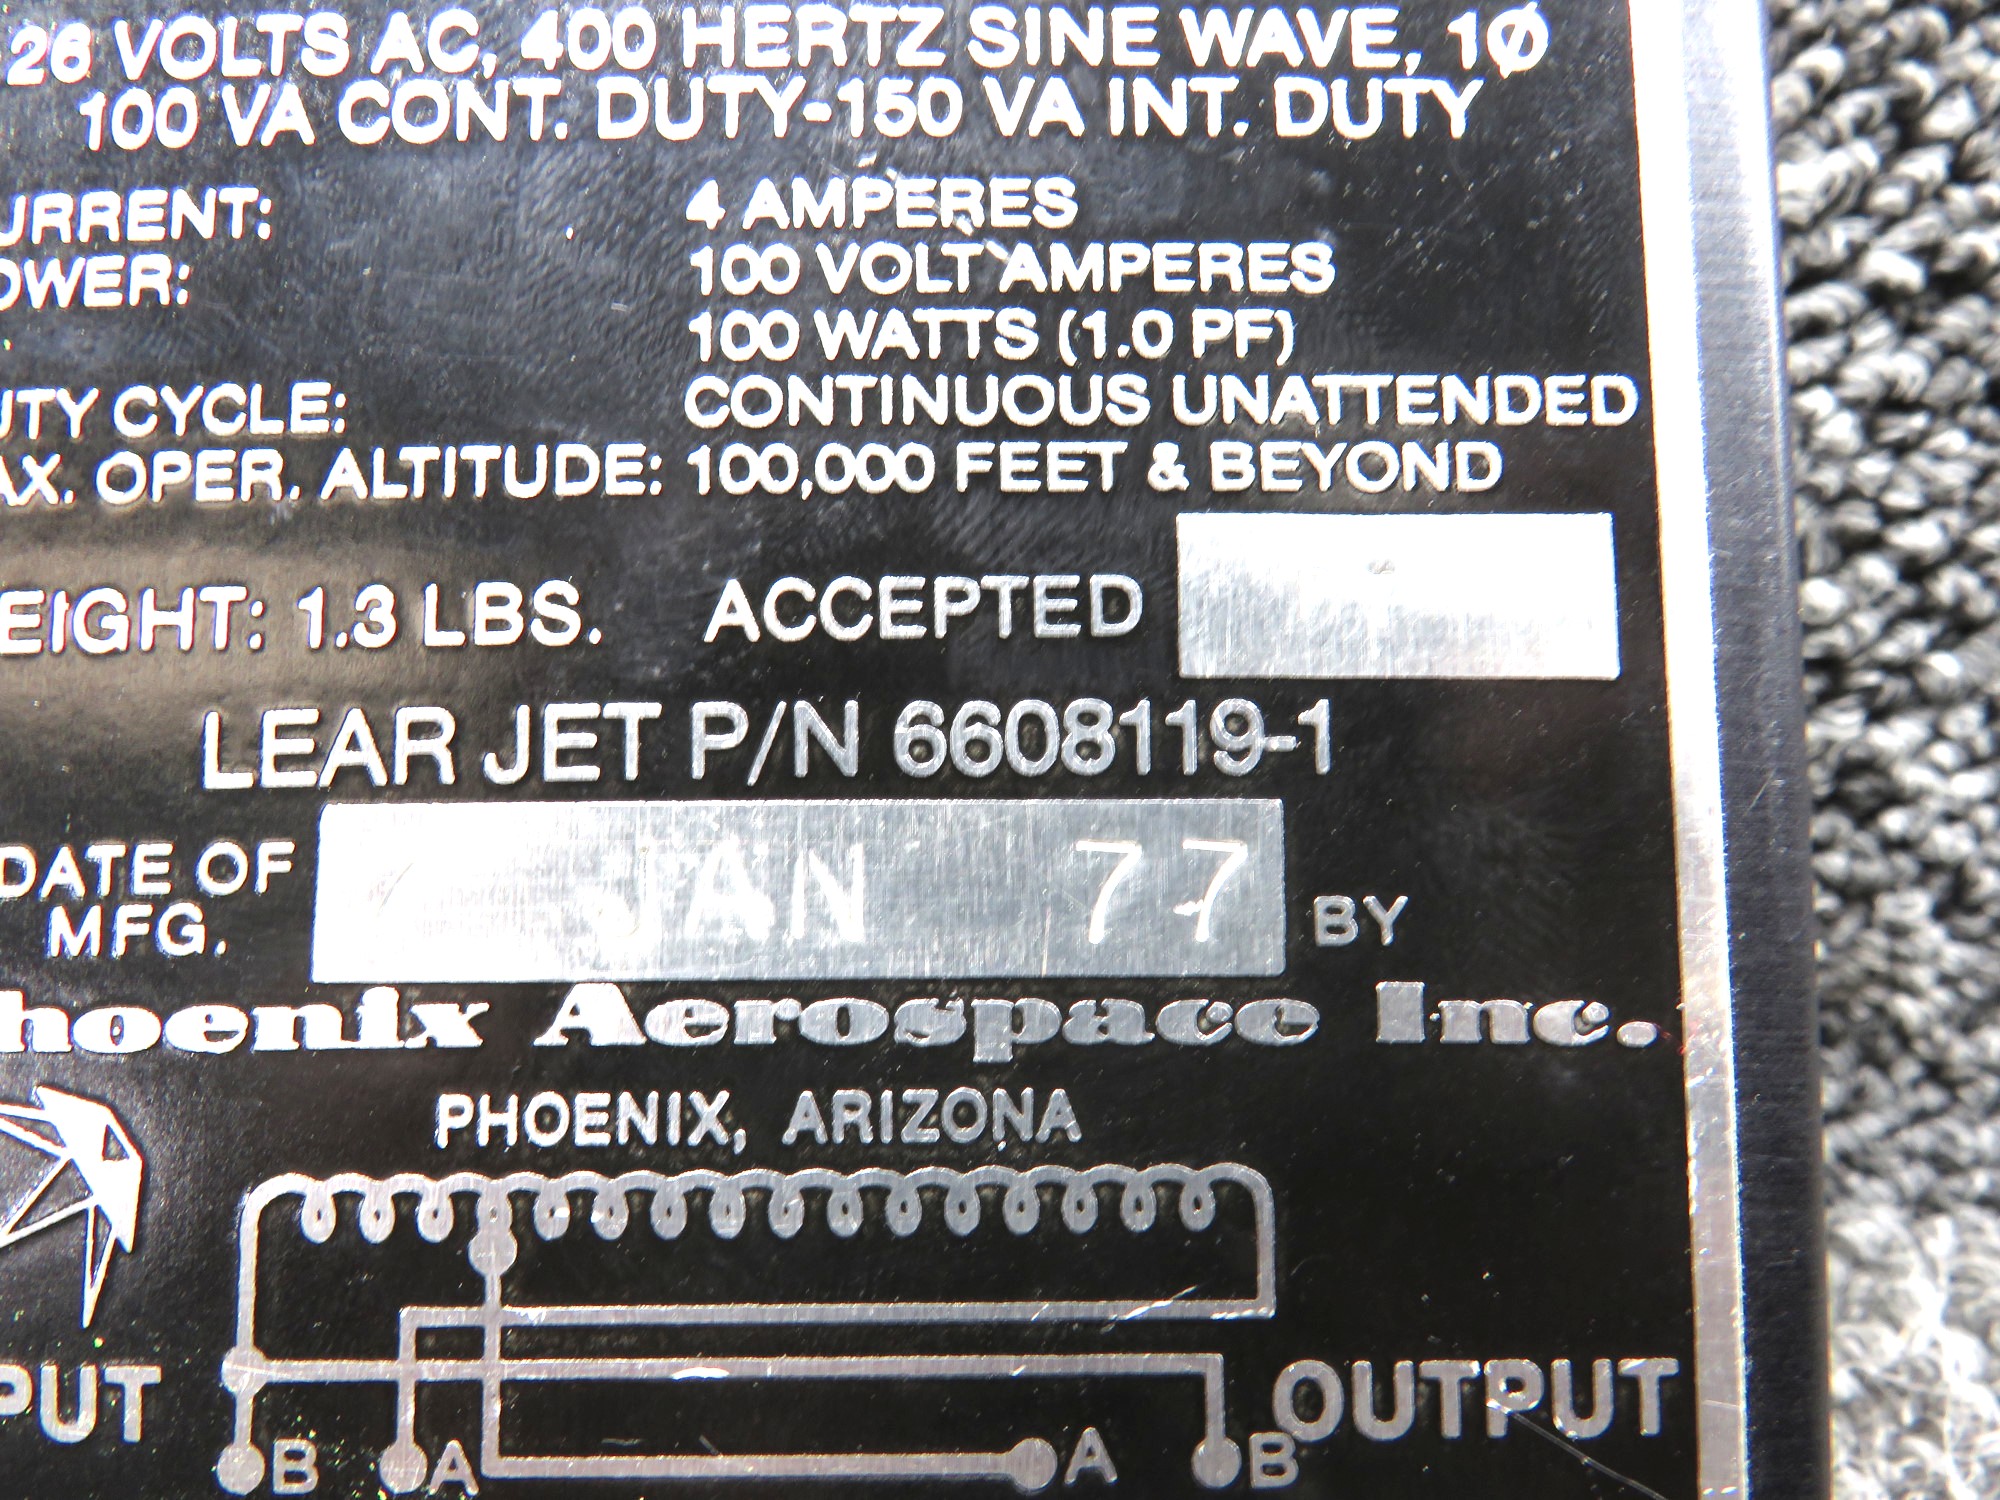 26 VOLTS AC, 400 HERTZ SINE WAVE, 1Ø
100 VA CONT. DUTY-150 VA INT. DUTY
URRENT: 4 AMPERES
OWER: 100 VOLT AMPERES
100 WATTS (1.0 PF)
UTY CYCLE: CONTINUOUS UNATTENDED
AX. OPER. ALTITUDE: 100,000 FEET & BEYOND
EIGHT: 1.3 LBS. ACCEPTED
LEAR JET P/N 6608119-1
DATE OF MFG. JAN 77 BY
hoenix Aerospace Inc.
PHOENIX, ARIZONA
PUT OUTPUT
B A A B